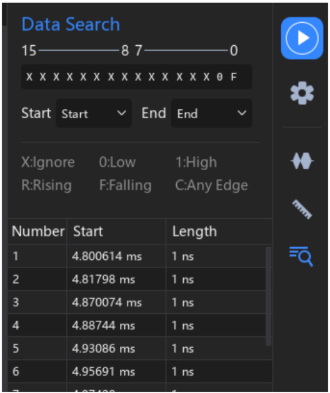 Data Search
15 8 7 0
X X X X X X X X X X X X X X 0 F
Start Start End End
X:Ignore 0:Low 1:High
R:Rising F:Falling C:Any Edge
Number Start Length
1 4.800614 ms 1 ns
2 4.81798 ms 1 ns
3 4.870074 ms 1 ns
4 4.88744 ms 1 ns
5 4.93086 ms 1 ns
6 4.95691 ms 1 ns